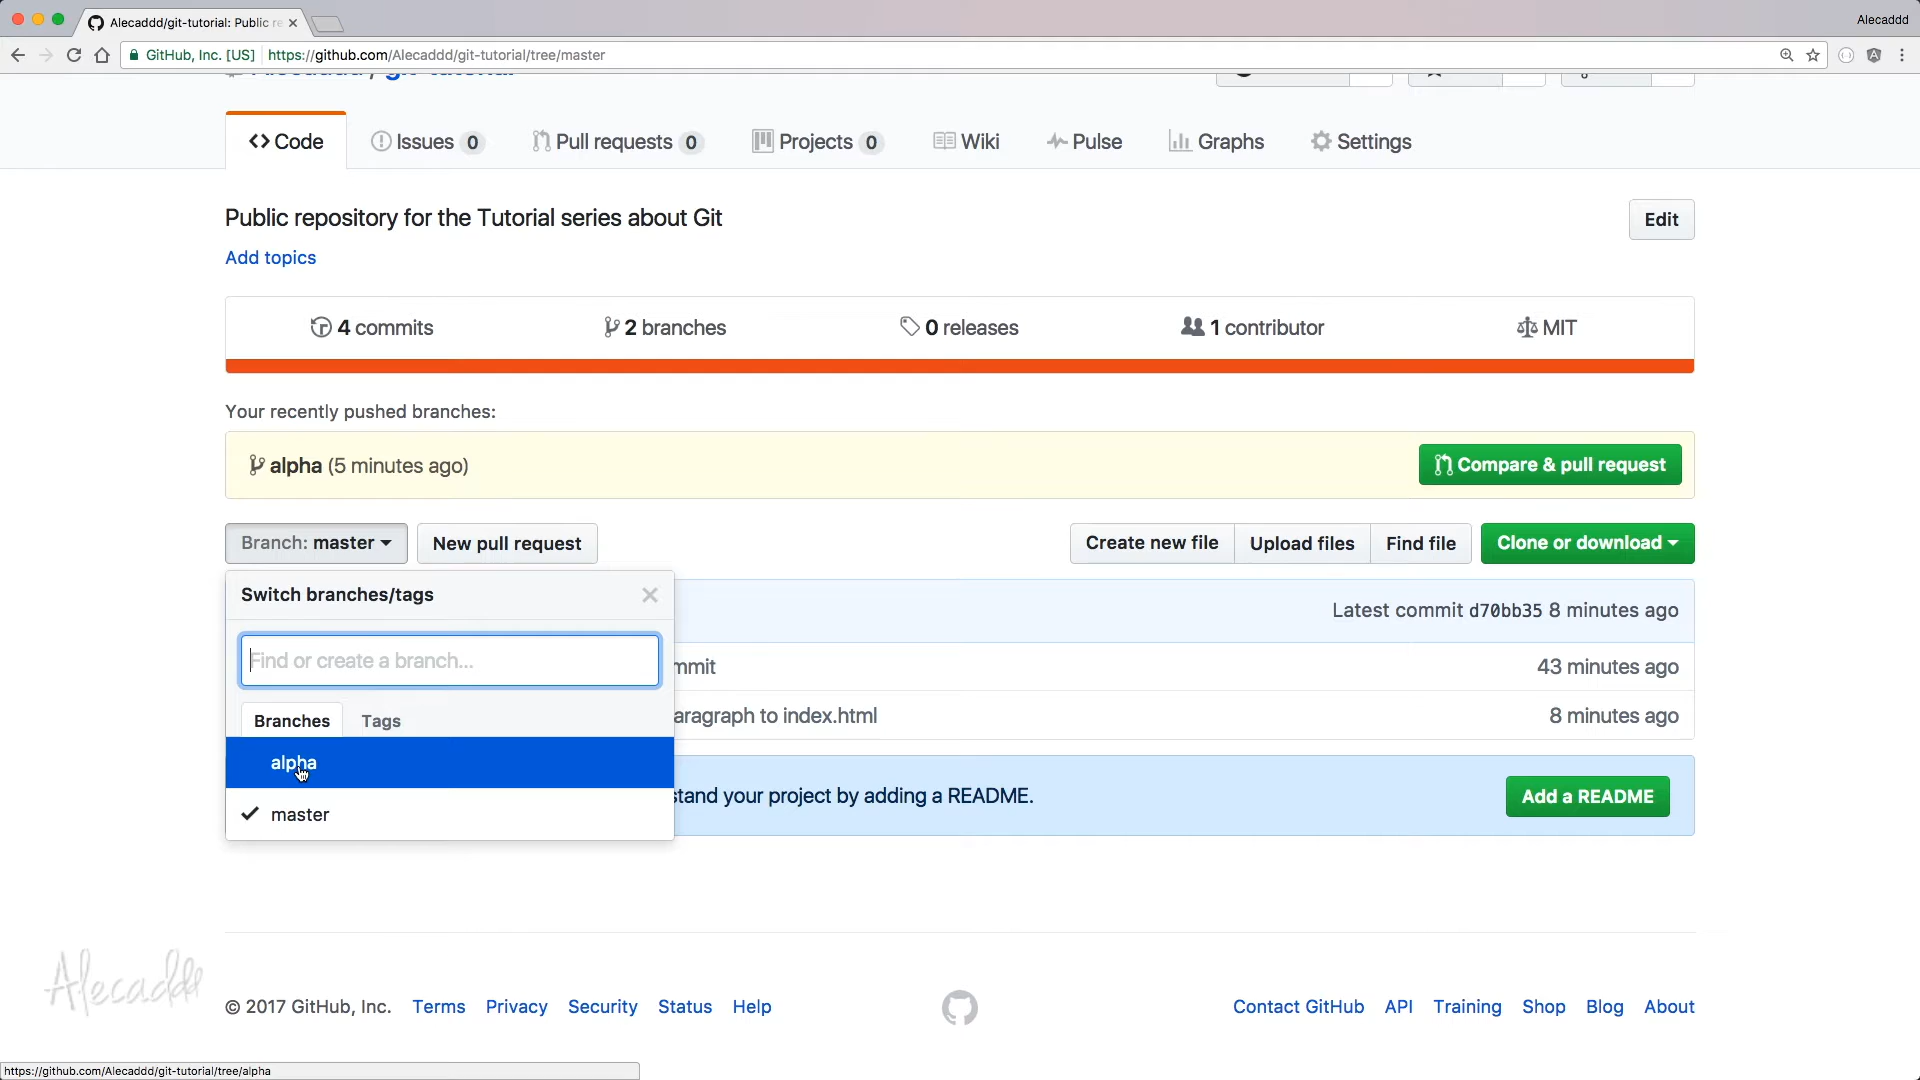 Alecaddd/git-tutorial: Public re
Alecaddd
GitHub, Inc. [US] https://github.com/Alecaddd/git-tutorial/tree/master
Alecaddd / git-tutorial
Code Issues 0 Pull requests 0 Projects 0 Wiki Pulse Graphs Settings
Public repository for the Tutorial series about Git
Edit
Add topics
4 commits 2 branches 0 releases 1 contributor MIT
Your recently pushed branches:
alpha (5 minutes ago) Compare & pull request
Branch: master New pull request Create new file Upload files Find file Clone or download
Switch branches/tags
Latest commit d70bb35 8 minutes ago
Find or create a branch...
mmit 43 minutes ago
aragraph to index.html 8 minutes ago
Branches Tags
alpha
stand your project by adding a README. Add a README
master
Alecaddd
© 2017 GitHub, Inc. Terms Privacy Security Status Help Contact GitHub API Training Shop Blog About
https://github.com/Alecaddd/git-tutorial/tree/alpha